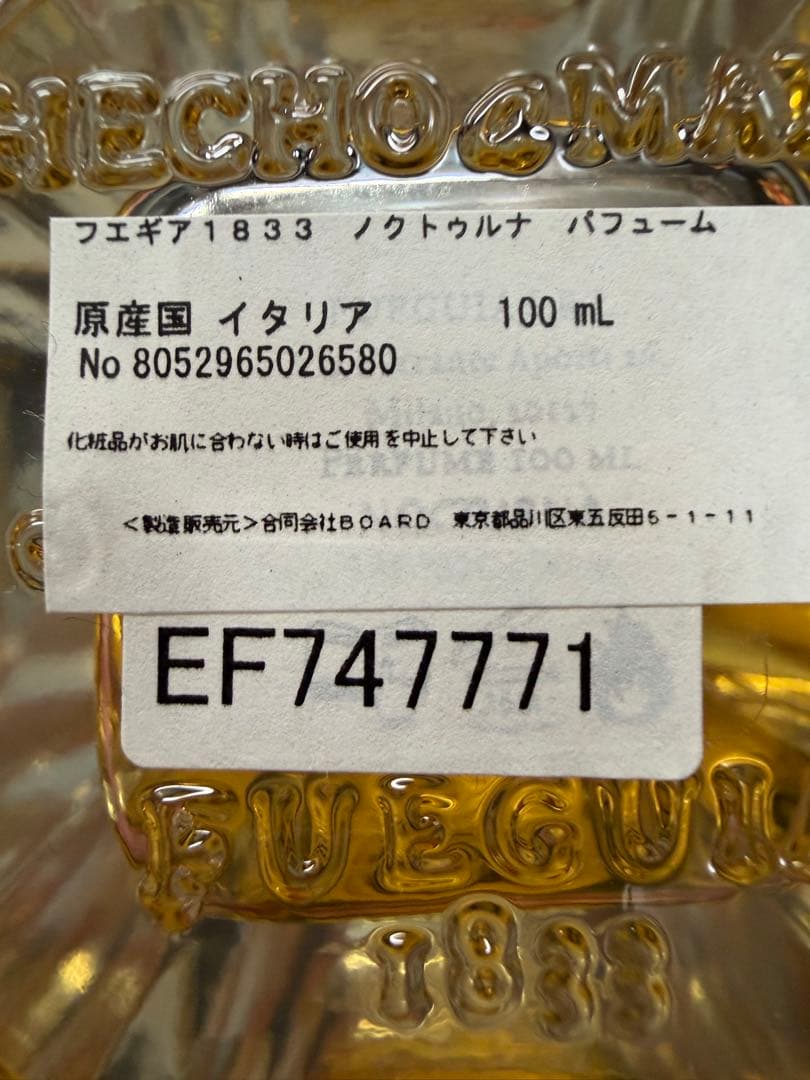 HECHO a MA
フエギア1833　ノクトゥルナ　パフューム
原産国 イタリア 100 mL
No 8052965026580
化粧品がお肌に合わない時はご使用を中止して下さい
<製造販売元>合同会社BOARD　東京都品川区東五反田5-1-11
EF747771
FUEGUI
1833